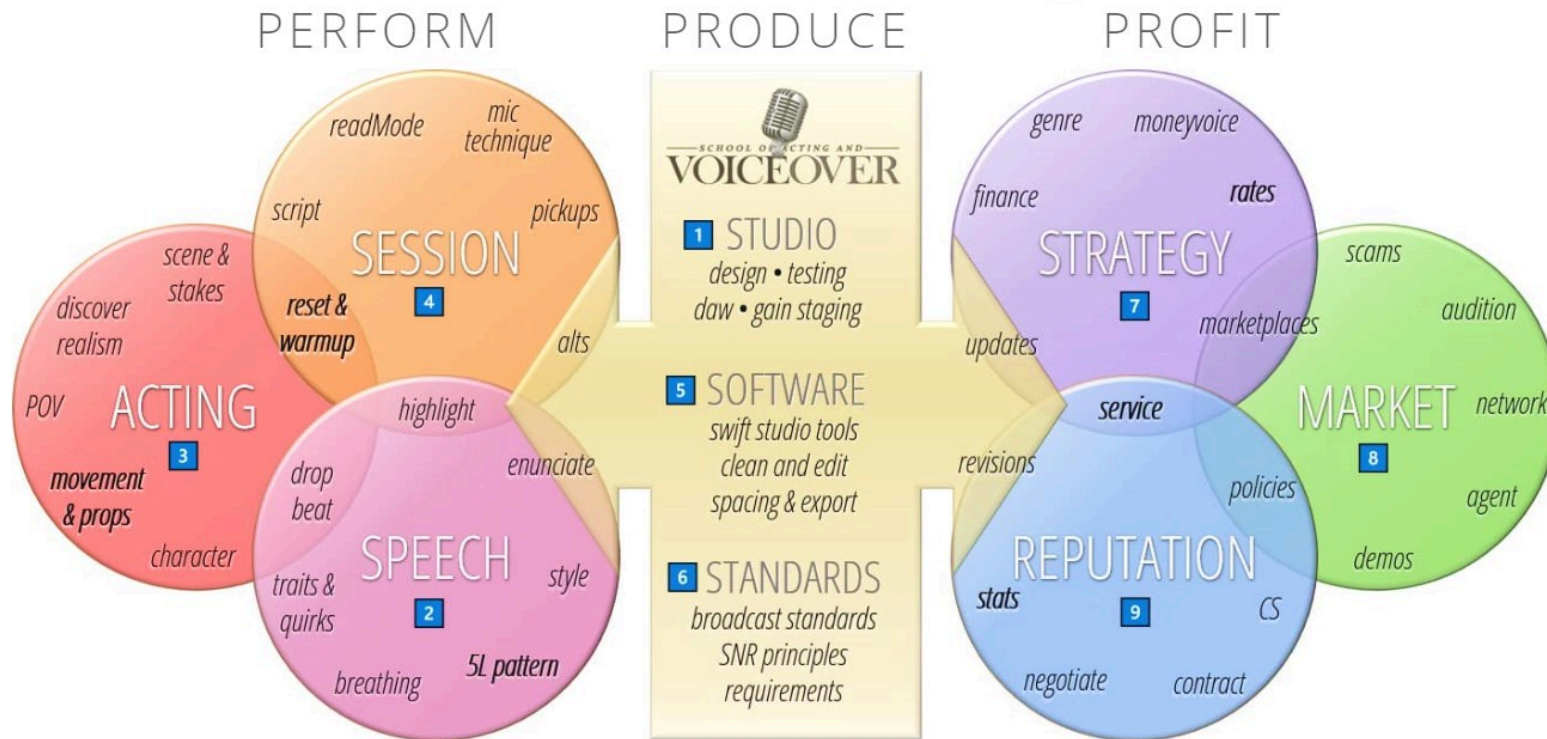 PERFORM
PRODUCE
PROFIT
readMode
mic
technique
script
pickups
SESSION
4
reset &
warmup
alts
scene &
stakes
discover
realism
POV
ACTING
3
movement
& props
character
highlight
enunciate
drop
beat
SPEECH
2
traits &
quirks
style
5L pattern
breathing
SCHOOL OF ACTING AND
VOICEOVER
1 STUDIO
design • testing
daw • gain staging
5 SOFTWARE
swift studio tools
clean and edit
spacing & export
6 STANDARDS
broadcast standards
SNR principles
requirements
genre
moneyvoice
finance
rates
STRATEGY
7
updates
marketplaces
scams
audition
MARKET
8
network
agent
demos
service
revisions
policies
REPUTATION
9
stats
CS
negotiate
contract